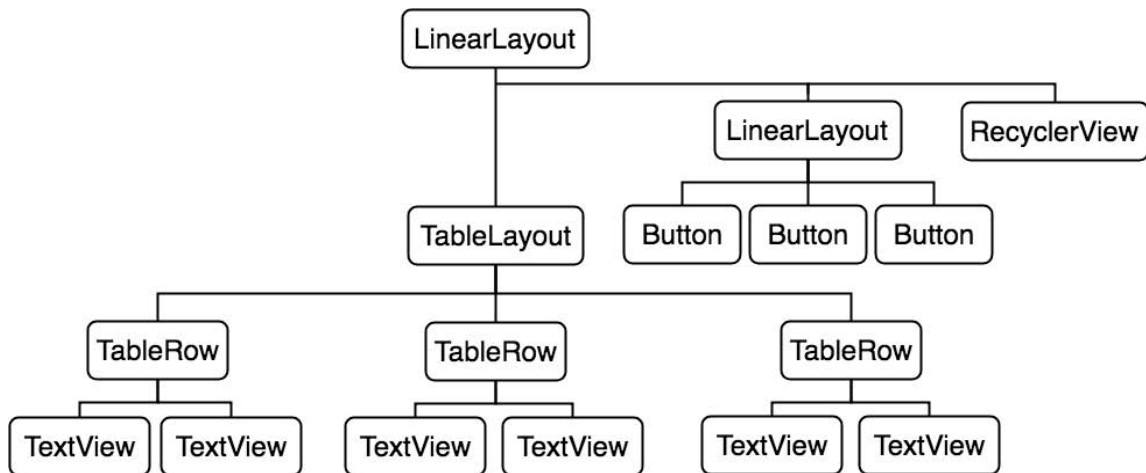 LinearLayout
LinearLayout
RecyclerView
TableLayout
Button
Button
Button
TableRow
TableRow
TableRow
TextView
TextView
TextView
TextView
TextView
TextView